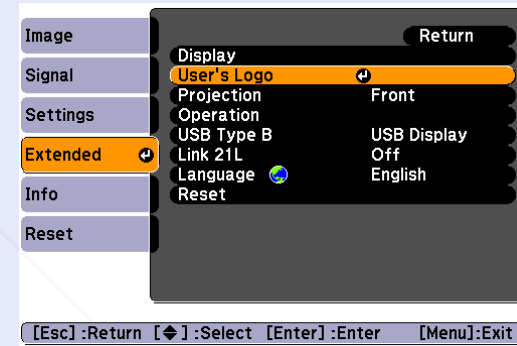 Image
Signal
Settings
Extended
Info
Reset
Return
Display
User's Logo
Projection Front
Operation
USB Type B USB Display
Link 21L Off
Language English
Reset
[Esc] :Return [◆] :Select [Enter] :Enter [Menu] :Exit